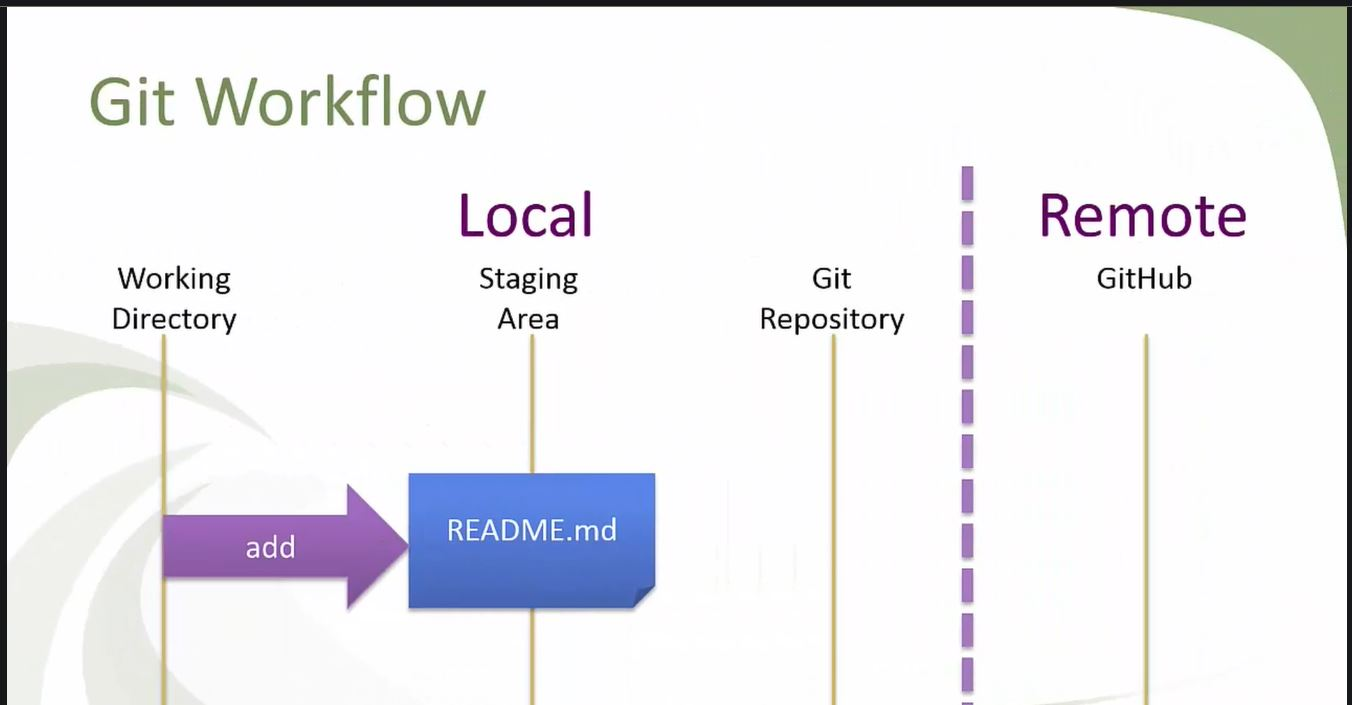 Git Workflow
Local
Remote
Working
Directory
Staging
Area
Git
Repository
GitHub
add
README.md